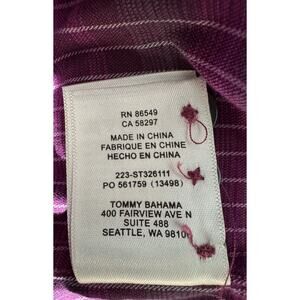 RN 86549
CA 58297
MADE IN CHINA
FABRIQUE EN CHINE
HECHO EN CHINA
223-ST326111
PO 561759 (13498)
TOMMY BAHAMA
400 FAIRVIEW AVE N
SUITE 488
SEATTLE, WA